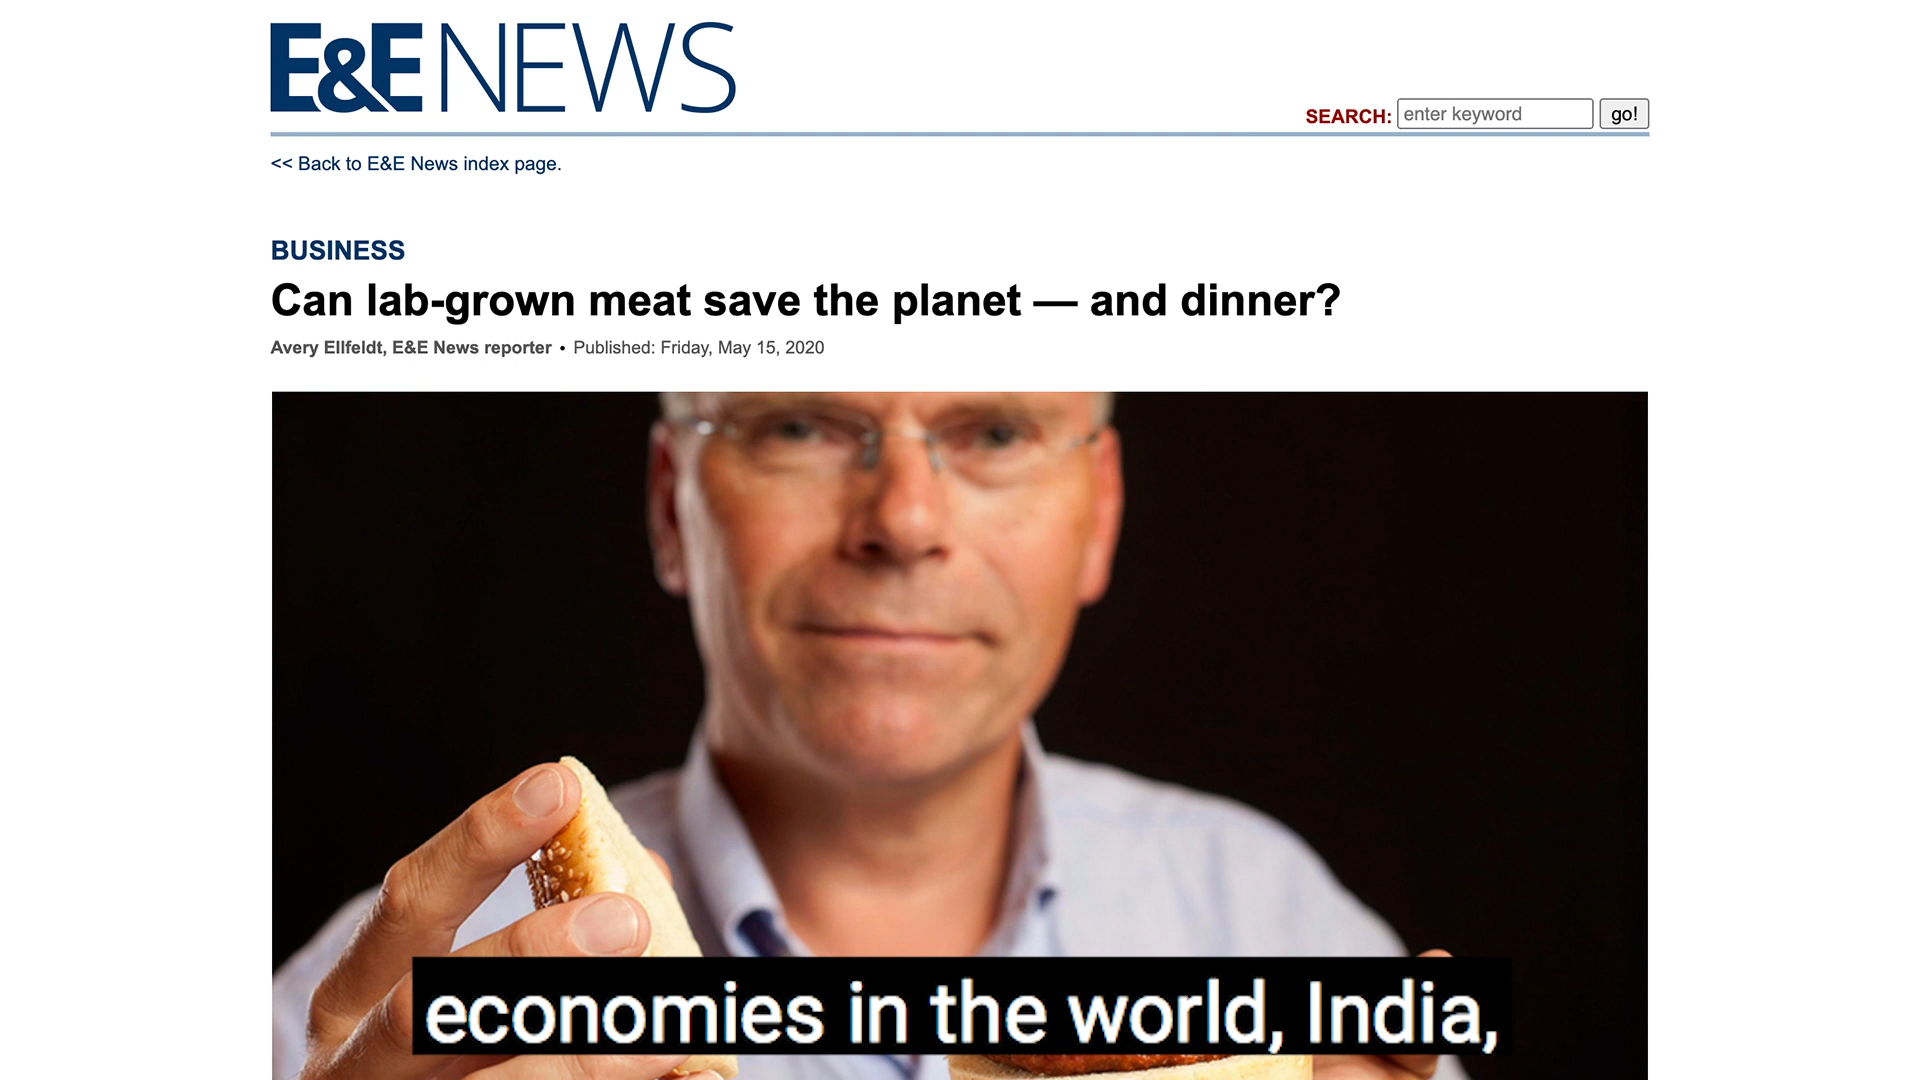 E&E NEWS
SEARCH: enter keyword go!
<< Back to E&E News index page.
BUSINESS
Can lab-grown meat save the planet — and dinner?
Avery Ellfeldt, E&E News reporter • Published: Friday, May 15, 2020
economies in the world, India,